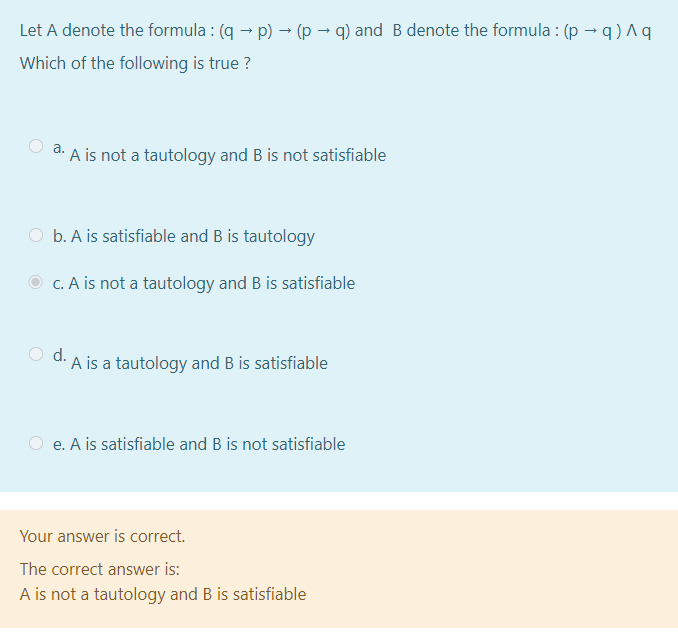 Let A denote the formula : (q → p) → (p → q) and B denote the formula : (p → q ) Λ q
Which of the following is true ?
a. A is not a tautology and B is not satisfiable
b. A is satisfiable and B is tautology
c. A is not a tautology and B is satisfiable
d. A is a tautology and B is satisfiable
e. A is satisfiable and B is not satisfiable
Your answer is correct.
The correct answer is:
A is not a tautology and B is satisfiable